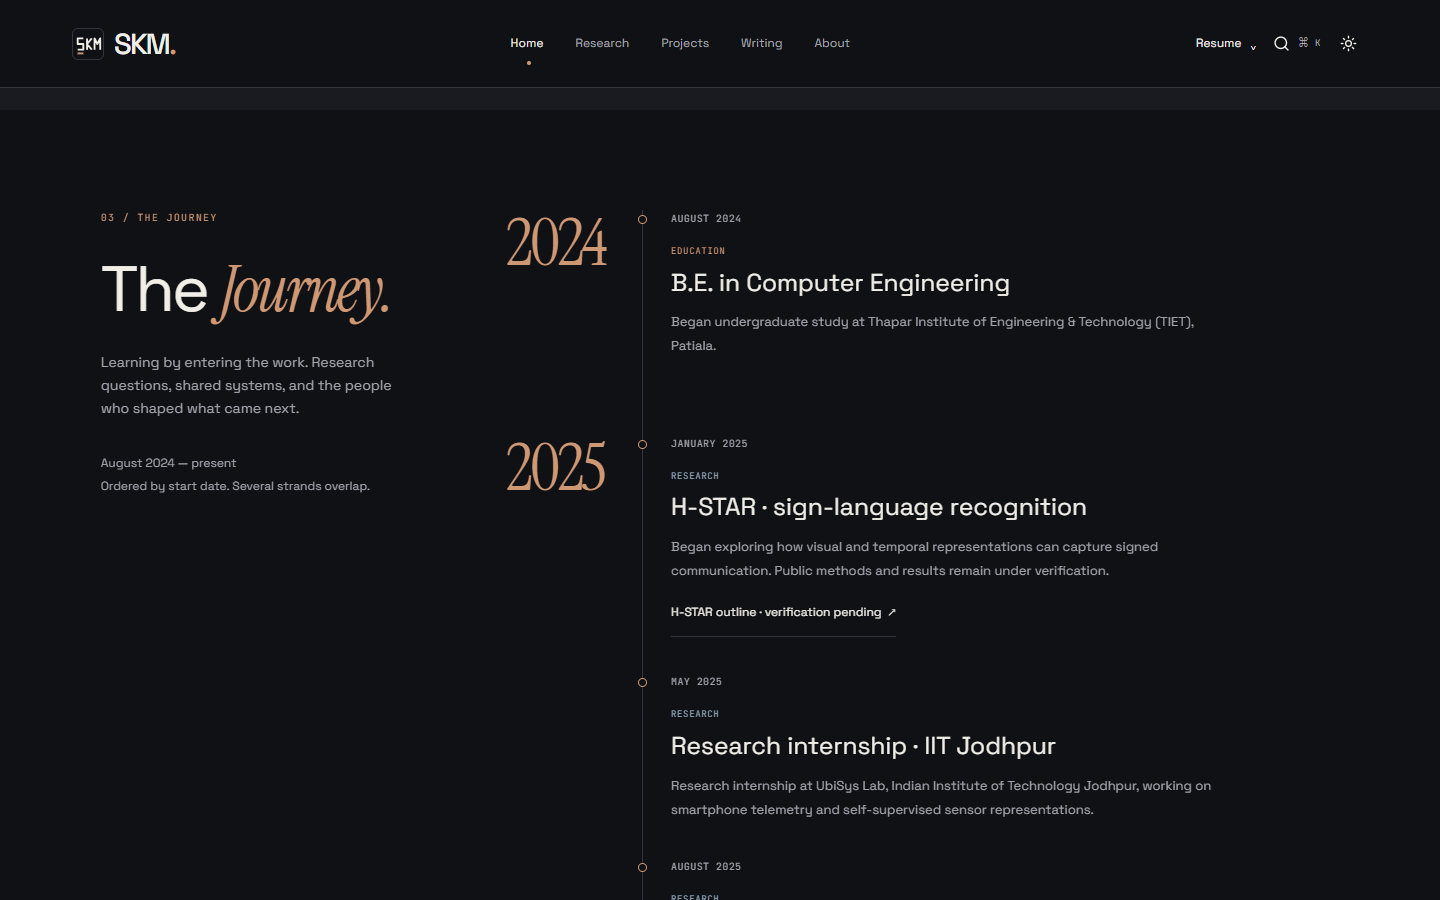 SKM SKM.
Home Research Projects Writing About
Resume ⌘ K
03 / THE JOURNEY
The Journey.
Learning by entering the work. Research
questions, shared systems, and the people
who shaped what came next.
August 2024 — present
Ordered by start date. Several strands overlap.
2024
AUGUST 2024
EDUCATION
B.E. in Computer Engineering
Began undergraduate study at Thapar Institute of Engineering & Technology (TIET),
Patiala.
2025
JANUARY 2025
RESEARCH
H-STAR · sign-language recognition
Began exploring how visual and temporal representations can capture signed
communication. Public methods and results remain under verification.
H-STAR outline · verification pending ↗
MAY 2025
RESEARCH
Research internship · IIT Jodhpur
Research internship at UbiSys Lab, Indian Institute of Technology Jodhpur, working on
smartphone telemetry and self-supervised sensor representations.
AUGUST 2025
RESEARCH